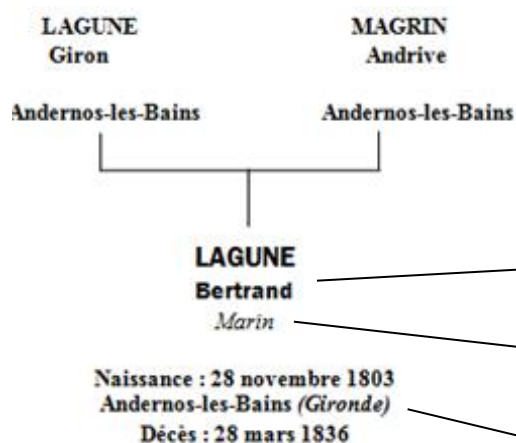 LAGUNE
Giron
Andernos-les-Bains
MAGRIN
Andrive
Andernos-les-Bains
LAGUNE
Bertrand
Marin
Naissance : 28 novembre 1803
Andernos-les-Bains (Gironde)
Décès : 28 mars 1836